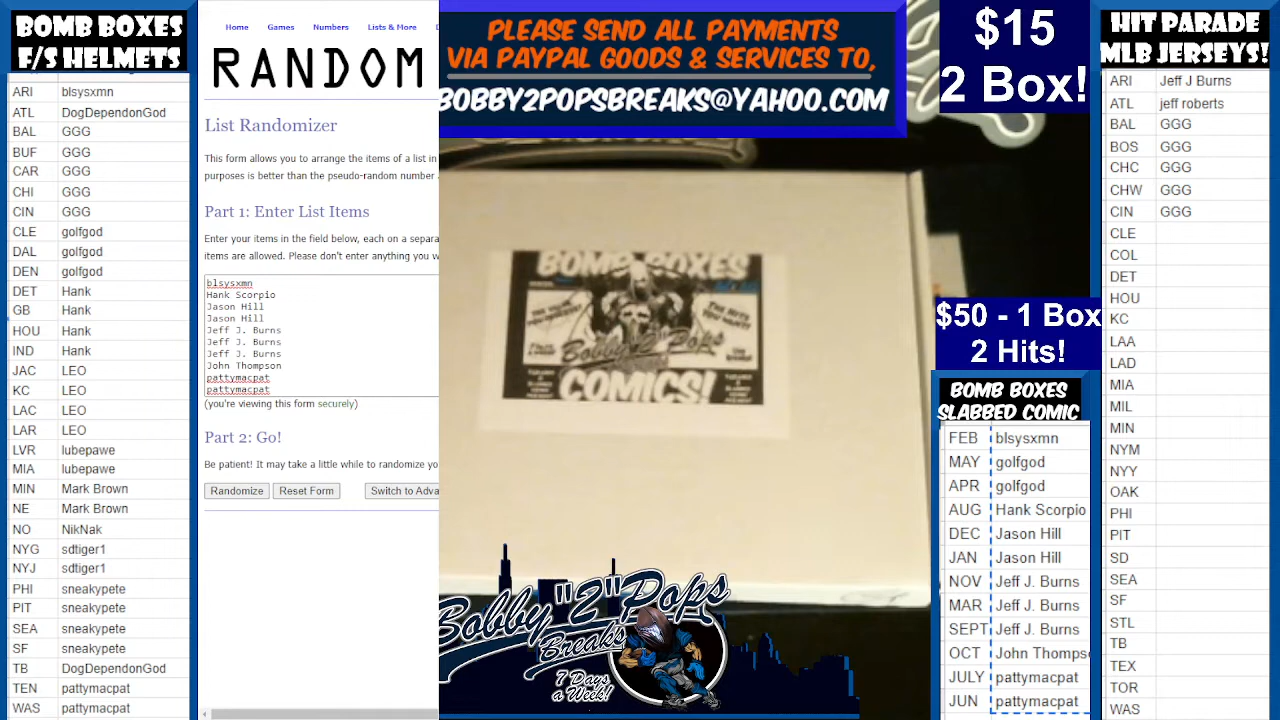 BOMB BOXES
F/S HELMETS
ARI blsysxmn
ATL DogDependonGod
BAL GGG
BUF GGG
CAR GGG
CHI GGG
CIN GGG
CLE golfgod
DAL golfgod
DEN golfgod
DET Hank
GB Hank
HOU Hank
IND Hank
JAC LEO
KC LEO
LAC LEO
LAR LEO
LVR lubepawe
MIA lubepawe
MIN Mark Brown
NE Mark Brown
NO NikNak
NYG sdtiger1
NYJ sdtiger1
PHI sneakypete
PIT sneakypete
SEA sneakypete
SF sneakypete
TB DogDependonGod
TEN pattymacpat
WAS pattymacpat
Home Games Numbers Lists & More
RANDOM
List Randomizer
This form allows you to arrange the items of a list in
purposes is better than the pseudo-random number
Part 1: Enter List Items
Enter your items in the field below, each on a separa
items are allowed. Please don't enter anything you w
blsysxmn
Hank Scorpio
Jason Hill
Jason Hill
Jeff J. Burns
Jeff J. Burns
Jeff J. Burns
John Thompson
pattymacpat
pattymacpat
(you're viewing this form securely)
Part 2: Go!
Be patient! It may take a little while to randomize yo
Randomize Reset Form Switch to Adva
PLEASE SEND ALL PAYMENTS
VIA PAYPAL GOODS & SERVICES TO,
BOBBY2POPSBREAKS@YAHOO.COM
BOMB BOXES
Bobby "2" Pops
COMICS!
Bobby "2" Pops
Breaks
7 Days
a Week!
$15
2 Box!
$50 - 1 Box
2 Hits!
BOMB BOXES
SLABBED COMIC
FEB blsysxmn
MAY golfgod
APR golfgod
AUG Hank Scorpio
DEC Jason Hill
JAN Jason Hill
NOV Jeff J. Burns
MAR Jeff J. Burns
SEPT Jeff J. Burns
OCT John Thompso
JULY pattymacpat
JUN pattymacpat
HIT PARADE
MLB JERSEYS!
ARI Jeff J Burns
ATL jeff roberts
BAL GGG
BOS GGG
CHC GGG
CHW GGG
CIN GGG
CLE
COL
DET
HOU
KC
LAA
LAD
MIA
MIL
MIN
NYM
NYY
OAK
PHI
PIT
SD
SEA
SF
STL
TB
TEX
TOR
WAS